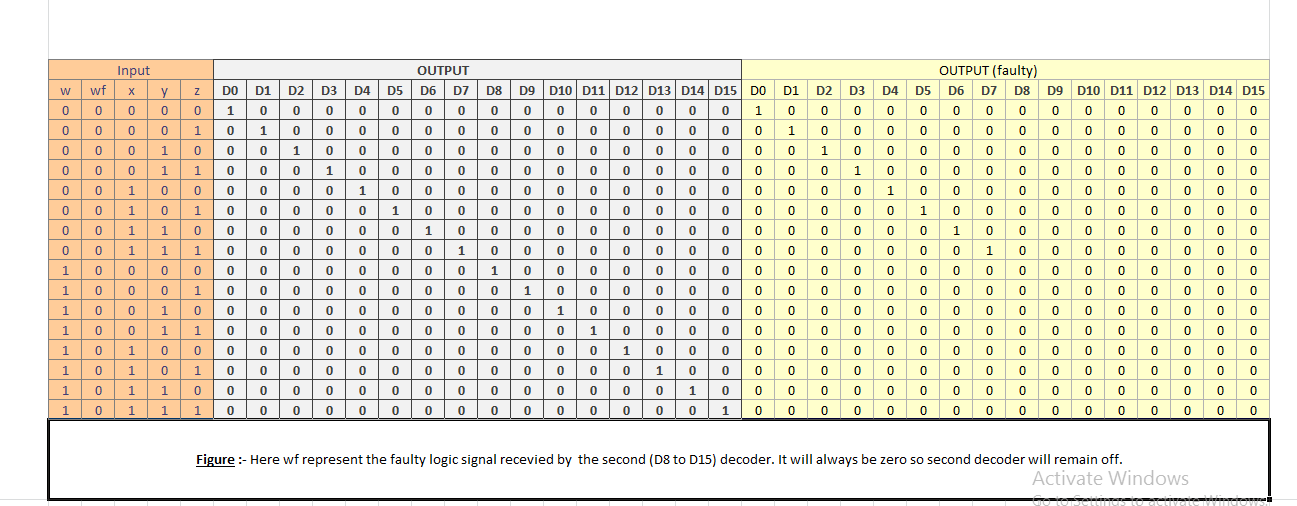 Input OUTPUT OUTPUT (faulty)
w wf x y z D0 D1 D2 D3 D4 D5 D6 D7 D8 D9 D10 D11 D12 D13 D14 D15 D0 D1 D2 D3 D4 D5 D6 D7 D8 D9 D10 D11 D12 D13 D14 D15
0 0 0 0 0 1 0 0 0 0 0 0 0 0 0 0 0 0 0 0 0 1 0 0 0 0 0 0 0 0 0 0 0 0 0 0 0
0 0 0 0 1 0 1 0 0 0 0 0 0 0 0 0 0 0 0 0 0 0 1 0 0 0 0 0 0 0 0 0 0 0 0 0 0
0 0 0 1 0 0 0 1 0 0 0 0 0 0 0 0 0 0 0 0 0 0 0 1 0 0 0 0 0 0 0 0 0 0 0 0 0
0 0 0 1 1 0 0 0 1 0 0 0 0 0 0 0 0 0 0 0 0 0 0 0 1 0 0 0 0 0 0 0 0 0 0 0 0
0 0 1 0 0 0 0 0 0 1 0 0 0 0 0 0 0 0 0 0 0 0 0 0 0 1 0 0 0 0 0 0 0 0 0 0 0
0 0 1 0 1 0 0 0 0 0 1 0 0 0 0 0 0 0 0 0 0 0 0 0 0 0 1 0 0 0 0 0 0 0 0 0 0
0 0 1 1 0 0 0 0 0 0 0 1 0 0 0 0 0 0 0 0 0 0 0 0 0 0 0 1 0 0 0 0 0 0 0 0 0
0 0 1 1 1 0 0 0 0 0 0 0 1 0 0 0 0 0 0 0 0 0 0 0 0 0 0 0 1 0 0 0 0 0 0 0 0
1 0 0 0 0 0 0 0 0 0 0 0 0 1 0 0 0 0 0 0 0 0 0 0 0 0 0 0 0 0 0 0 0 0 0 0 0
1 0 0 0 1 0 0 0 0 0 0 0 0 0 1 0 0 0 0 0 0 0 0 0 0 0 0 0 0 0 0 0 0 0 0 0 0
1 0 0 1 0 0 0 0 0 0 0 0 0 0 0 1 0 0 0 0 0 0 0 0 0 0 0 0 0 0 0 0 0 0 0 0 0
1 0 0 1 1 0 0 0 0 0 0 0 0 0 0 0 1 0 0 0 0 0 0 0 0 0 0 0 0 0 0 0 0 0 0 0 0
1 0 1 0 0 0 0 0 0 0 0 0 0 0 0 0 0 1 0 0 0 0 0 0 0 0 0 0 0 0 0 0 0 0 0 0 0
1 0 1 0 1 0 0 0 0 0 0 0 0 0 0 0 0 0 1 0 0 0 0 0 0 0 0 0 0 0 0 0 0 0 0 0 0
1 0 1 1 0 0 0 0 0 0 0 0 0 0 0 0 0 0 0 1 0 0 0 0 0 0 0 0 0 0 0 0 0 0 0 0 0
1 0 1 1 1 0 0 0 0 0 0 0 0 0 0 0 0 0 0 0 1 0 0 0 0 0 0 0 0 0 0 0 0 0 0 0 0
Figure :- Here wf represent the faulty logic signal recevied by the second (D8 to D15) decoder. It will always be zero so second decoder will remain off.
Activate Windows
Go to Settings to activate Windows.